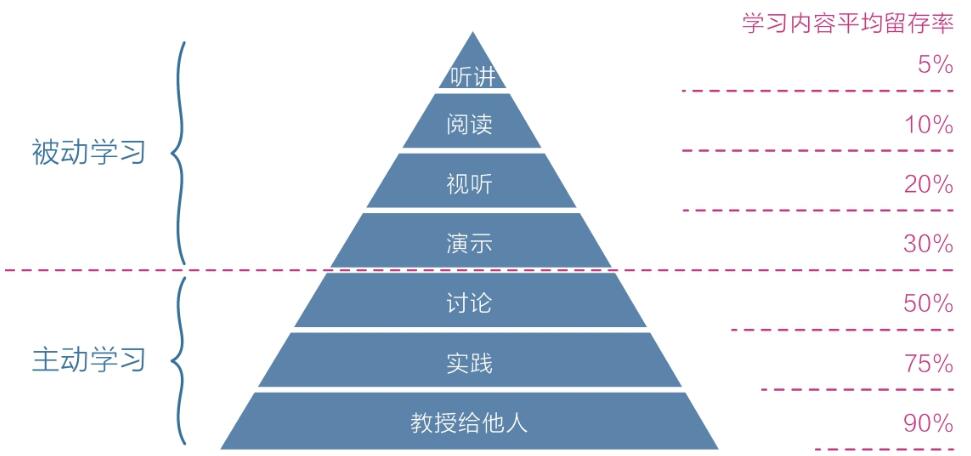 学习内容平均留存率
听讲
5%
阅读
10%
被动学习
视听
20%
演示
30%
讨论
50%
主动学习
实践
75%
教授给他人
90%